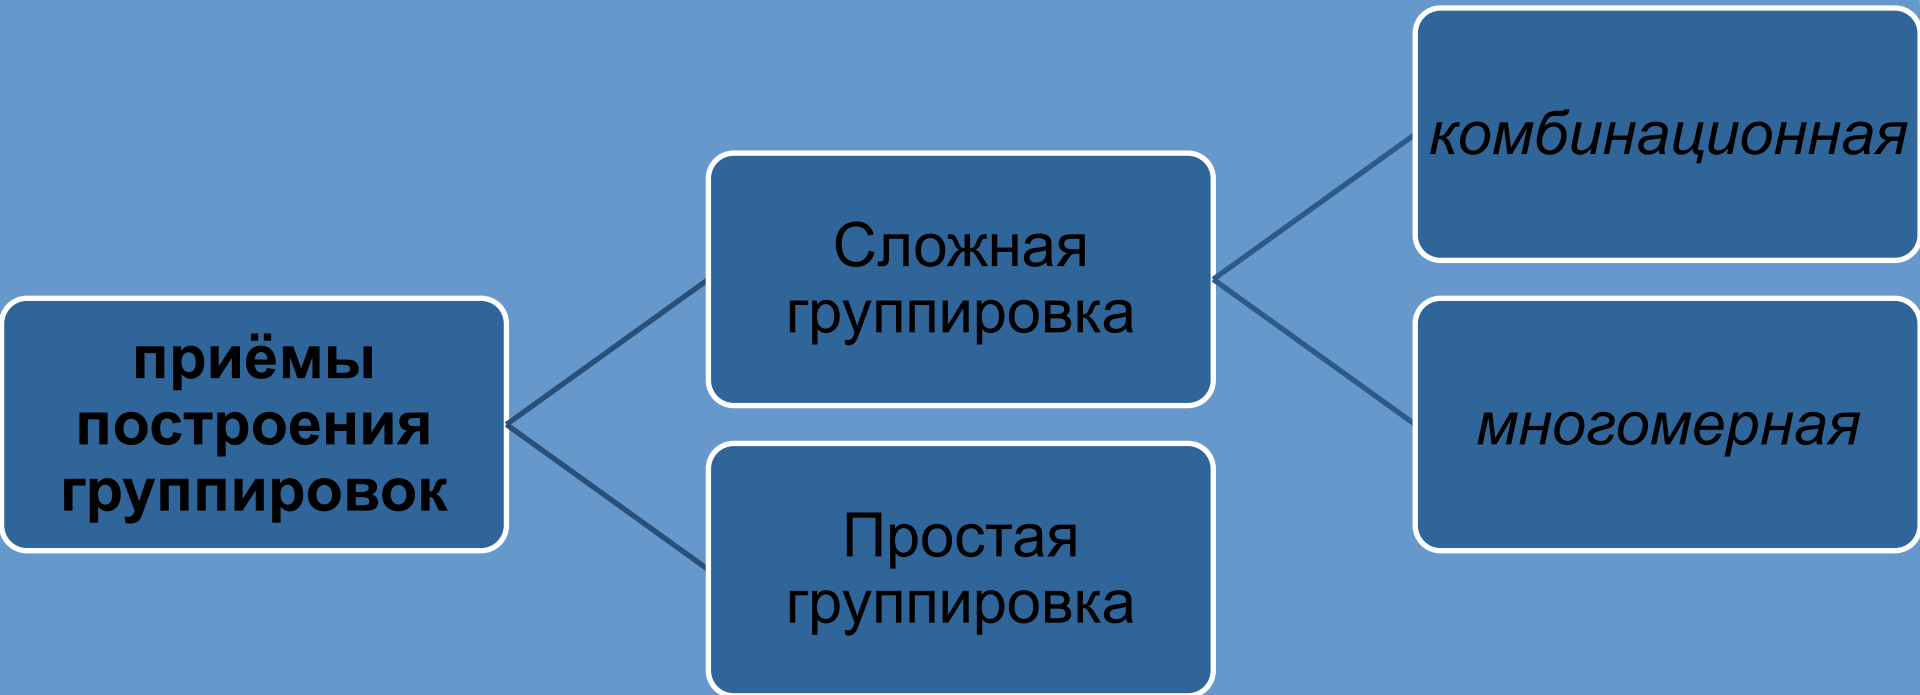 приёмы
построения
группировок
Сложная
группировка
Простая
группировка
комбинационная
многомерная